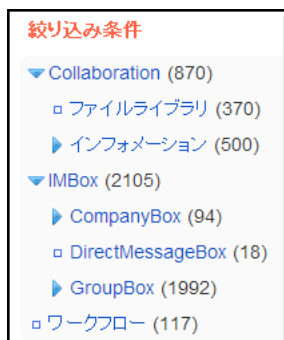 絞り込み条件
Collaboration (870)
ファイルライブラリ (370)
インフォメーション (500)
IMBox (2105)
CompanyBox (94)
DirectMessageBox (18)
GroupBox (1992)
ワークフロー (117)